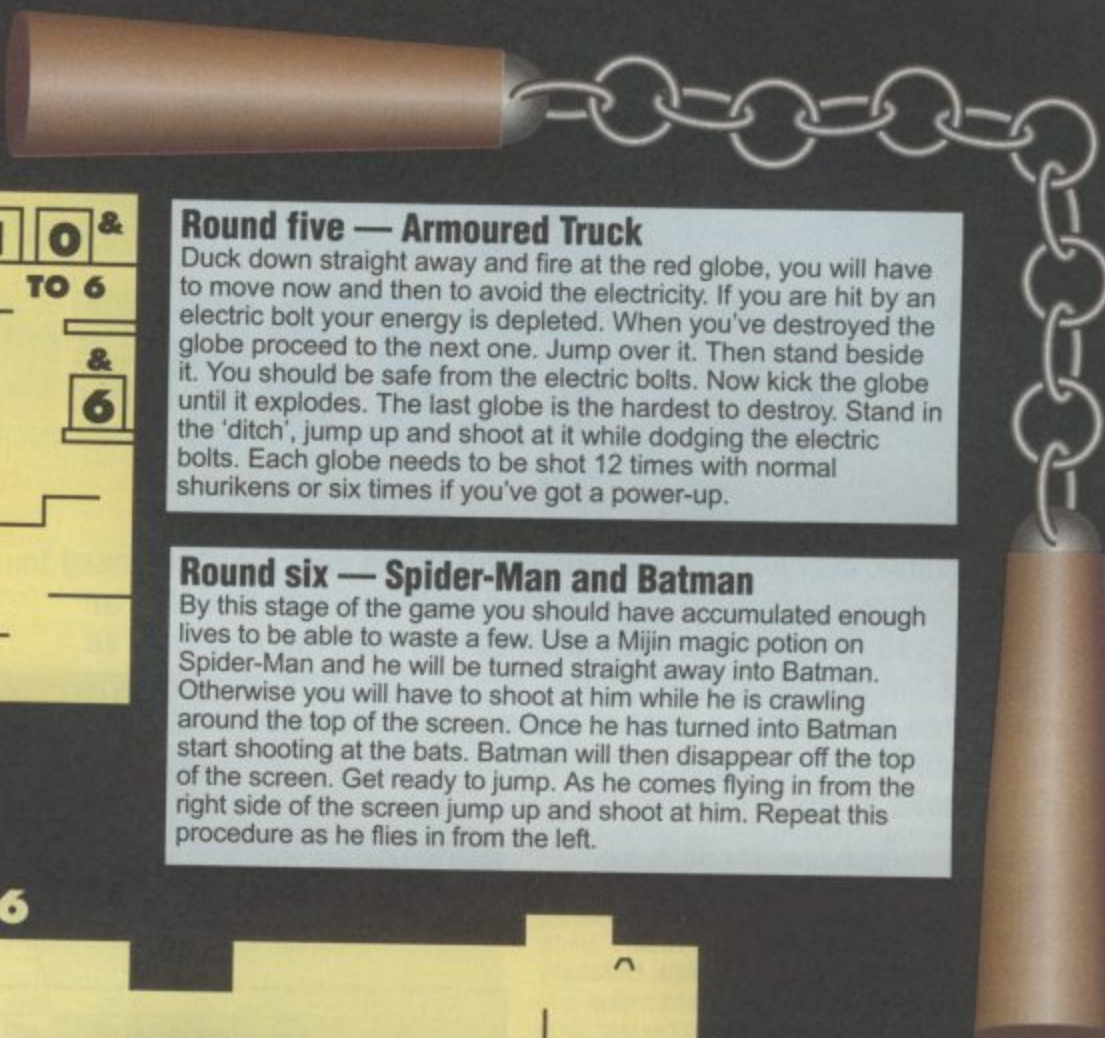 0 &
TO 6
&
6
Round five — Armoured Truck
Duck down straight away and fire at the red globe, you will have
to move now and then to avoid the electricity. If you are hit by an
electric bolt your energy is depleted. When you've destroyed the
globe proceed to the next one. Jump over it. Then stand beside
it. You should be safe from the electric bolts. Now kick the globe
until it explodes. The last globe is the hardest to destroy. Stand in
the 'ditch', jump up and shoot at it while dodging the electric
bolts. Each globe needs to be shot 12 times with normal
shurikens or six times if you've got a power-up.
Round six — Spider-Man and Batman
By this stage of the game you should have accumulated enough
lives to be able to waste a few. Use a Mijin magic potion on
Spider-Man and he will be turned straight away into Batman.
Otherwise you will have to shoot at him while he is crawling
around the top of the screen. Once he has turned into Batman
start shooting at the bats. Batman will then disappear off the top
of the screen. Get ready to jump. As he comes flying in from the
right side of the screen jump up and shoot at him. Repeat this
procedure as he flies in from the left.
6